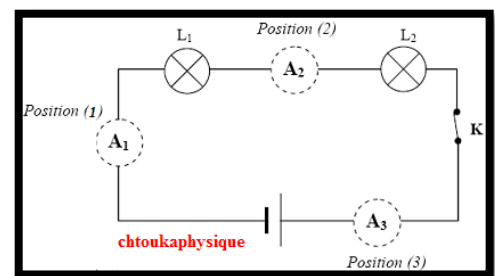 Position (2)
L1
L2
A2
Position (1)
A1
K
chtoukaphysique
A3
Position (3)